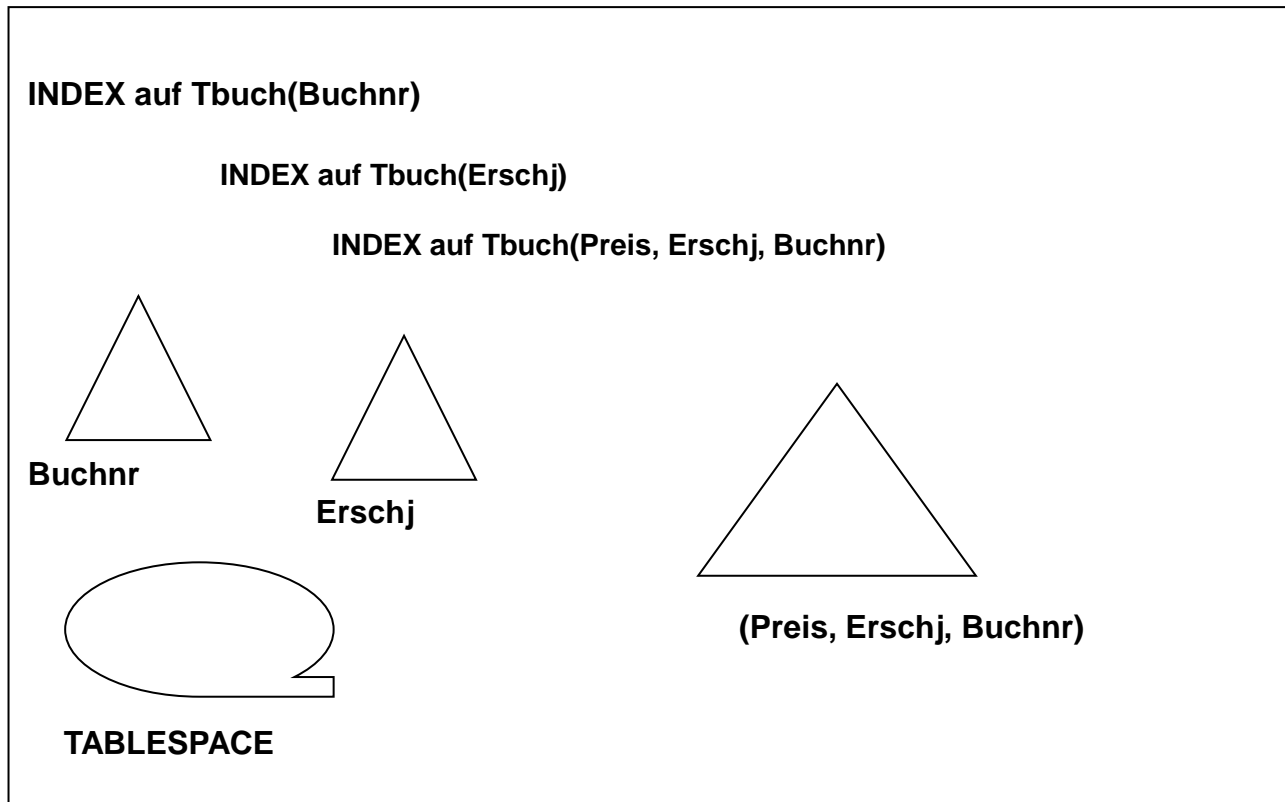 INDEX auf Tbuch(Buchnr)
INDEX auf Tbuch(Erschj)
INDEX auf Tbuch(Preis, Erschj, Buchnr)
Buchnr
Erschj
(Preis, Erschj, Buchnr)
TABLESPACE